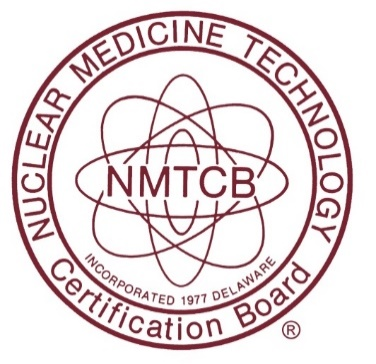 NUCLEAR MEDICINE TECHNOLOGY
NMTCB
INCORPORATED 1977 DELAWARE
Certification Board
®